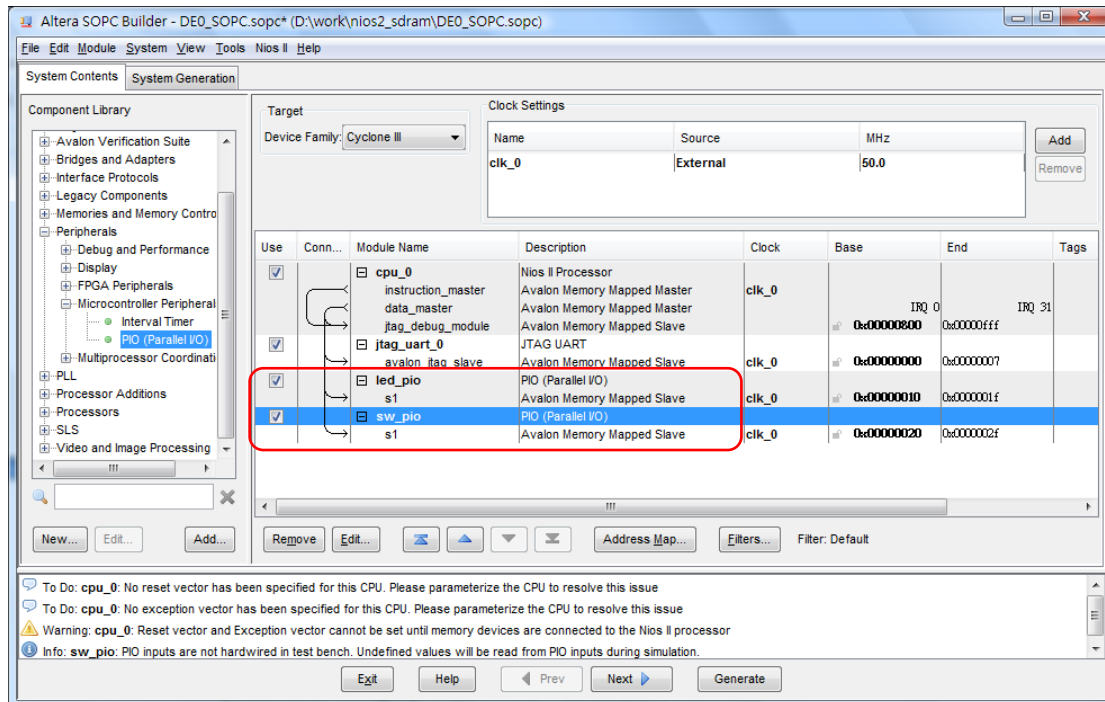 Altera SOPC Builder - DE0_SOPC.sopc* (D:\work\nios2_sdram\DE0_SOPC.sopc)
File Edit Module System View Tools Nios II Help
System Contents System Generation
Component Library
Avalon Verification Suite
Bridges and Adapters
Interface Protocols
Legacy Components
Memories and Memory Contro
Peripherals
Debug and Performance
Display
FPGA Peripherals
Microcontroller Peripheral
Interval Timer
PIO (Parallel I/O)
Multiprocessor Coordinati
PLL
Processor Additions
Processors
SLS
Video and Image Processing
New... Edit... Add...
Target
Device Family: Cyclone III
Clock Settings
Name Source MHz
clk_0 External 50.0
Add
Remove
Use Conn... Module Name Description Clock Base End Tags
cpu_0 Nios II Processor
instruction_master Avalon Memory Mapped Master clk_0
data_master Avalon Memory Mapped Master IRQ 0 IRQ 31
jtag_debug_module Avalon Memory Mapped Slave 0x00000800 0x00000fff
jtag_uart_0 JTAG UART
avalon_jtag_slave Avalon Memory Mapped Slave clk_0 0x00000000 0x00000007
led_pio PIO (Parallel I/O)
s1 Avalon Memory Mapped Slave clk_0 0x00000010 0x0000001f
sw_pio PIO (Parallel I/O)
s1 Avalon Memory Mapped Slave clk_0 0x00000020 0x0000002f
Remove Edit... Address Map... Filters... Filter: Default
To Do: cpu_0: No reset vector has been specified for this CPU. Please parameterize the CPU to resolve this issue
To Do: cpu_0: No exception vector has been specified for this CPU. Please parameterize the CPU to resolve this issue
Warning: cpu_0: Reset vector and Exception vector cannot be set until memory devices are connected to the Nios II processor
Info: sw_pio: PIO inputs are not hardwired in test bench. Undefined values will be read from PIO inputs during simulation.
Exit Help Prev Next Generate